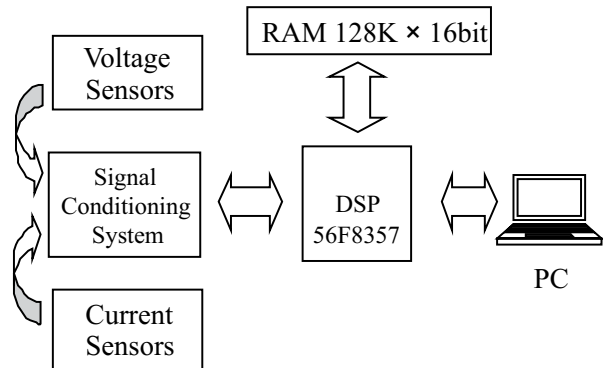 RAM 128K × 16bit
Voltage
Sensors
Signal
Conditioning
System
DSP
56F8357
PC
Current
Sensors